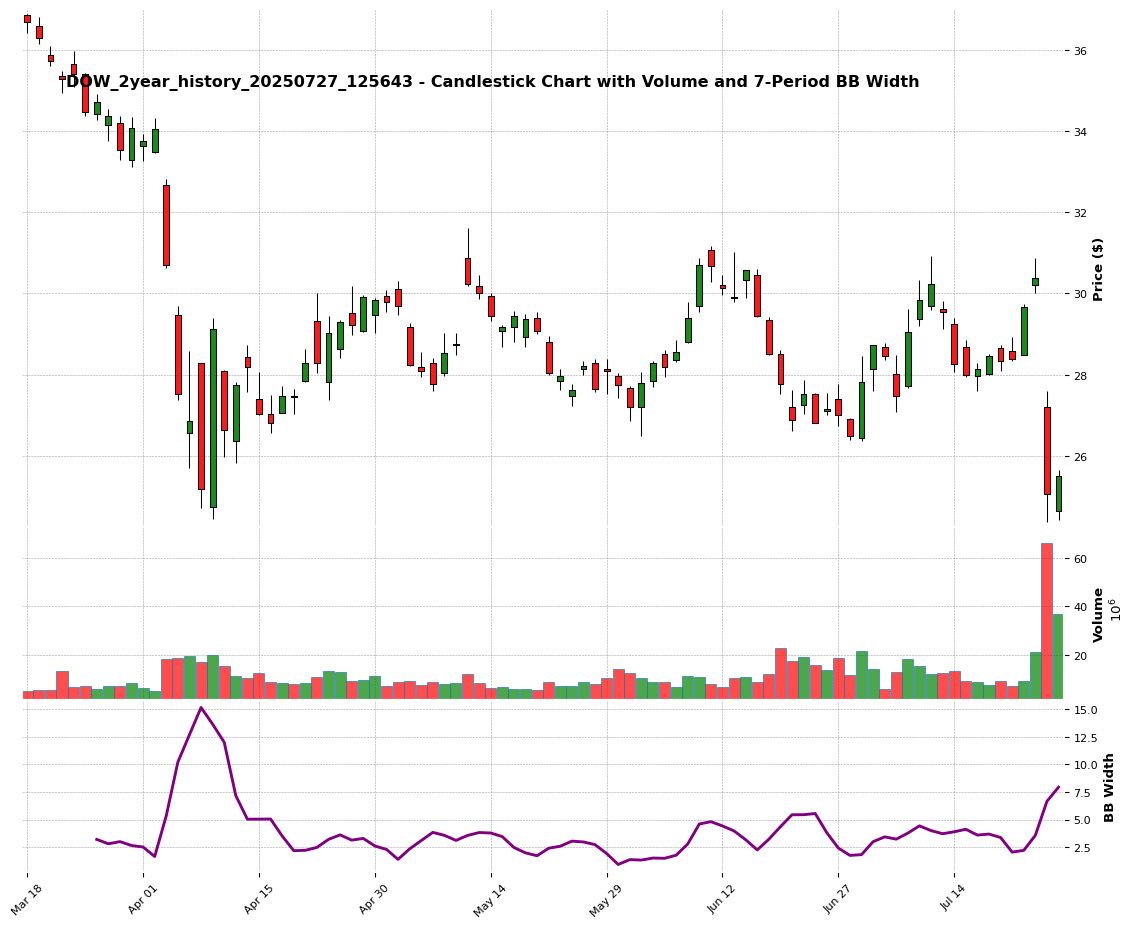 DOW_2year_history_20250727_125643 - Candlestick Chart with Volume and 7-Period BB Width
36
34
32
30
28
26
Price ($)
60
40
20
Volume
10^6
15.0
12.5
10.0
7.5
5.0
2.5
BB Width
Mar 18
Apr 01
Apr 15
Apr 30
May 14
May 29
Jun 12
Jun 27
Jul 14